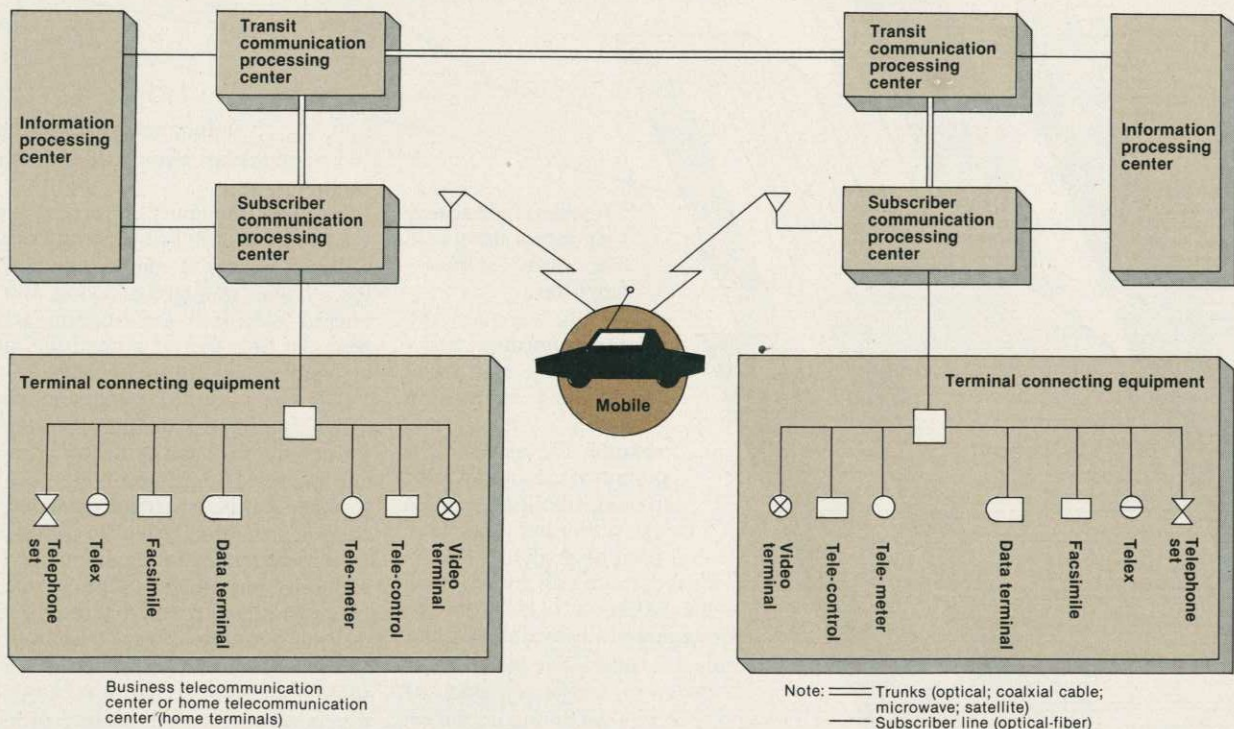 Transit
communication
processing
center
Transit
communication
processing
center
Information
processing
center
Information
processing
center
Subscriber
communication
processing
center
Subscriber
communication
processing
center
Mobile
Terminal connecting equipment
Telephone
set
Telex
Facsimile
Data terminal
Tele-meter
Tele-control
Video
terminal
Terminal connecting equipment
Video
terminal
Tele-control
Tele-meter
Data terminal
Facsimile
Telex
Telephone
set
Business telecommunication
center or home telecommunication
center (home terminals)
Note: Trunks (optical; coalxial cable;
microwave; satellite)
Subscriber line (optical-fiber)